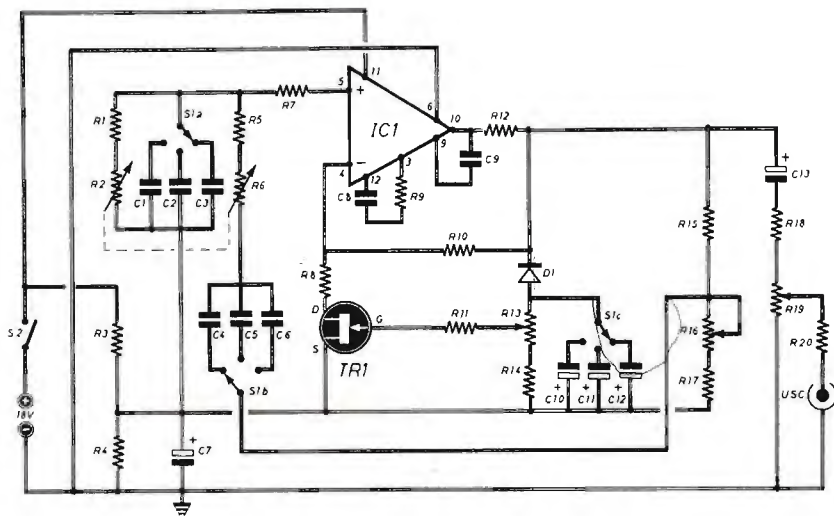 11
S1a
R1
R5
R7
5
+
6
10
R12
IC1
9
4
−
3
12
C9
R2
C1
C2
C3
R6
C8
R9
C13
R15
R18
R10
R8
D1
S2
R3
C4
C5
C6
D
G
S
R11
R13
S1c
R16
R19
R20
TR1
R14
+
C10
+
C11
+
C12
R17
USC
+
18V
−
S1b
R4
+
C7
+